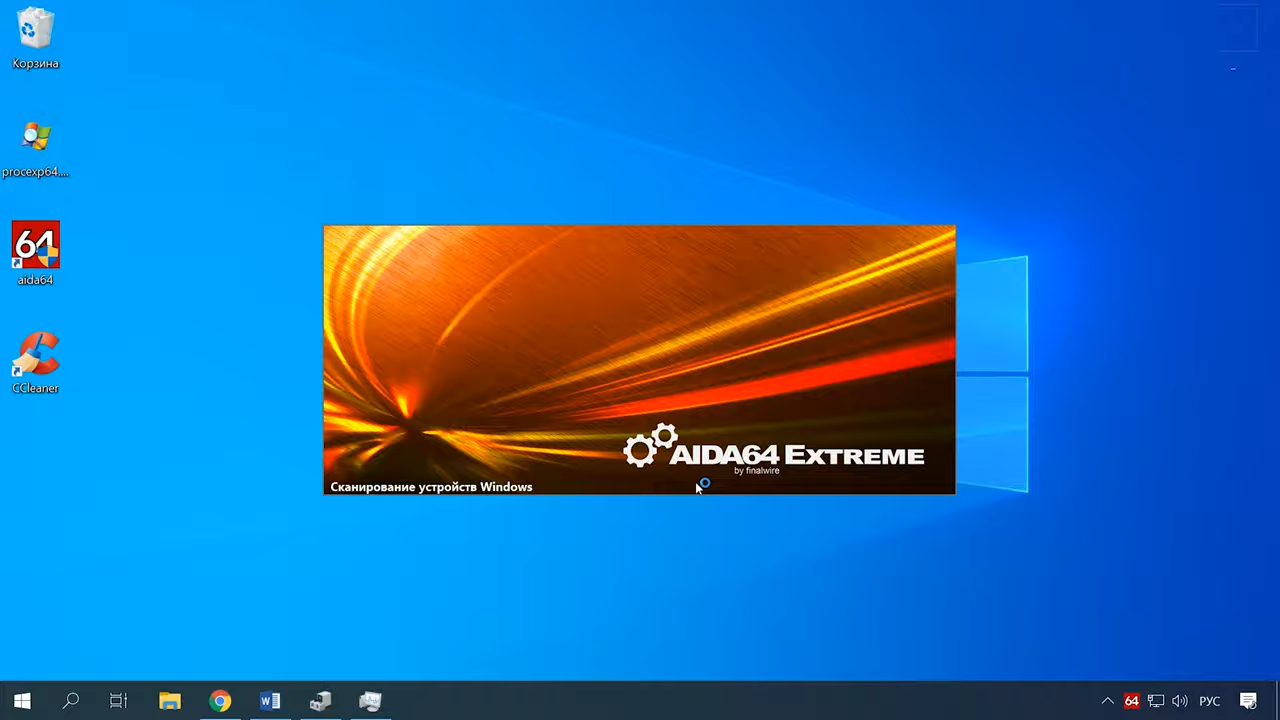 Корзина
procexp64....
64
aida64
CCleaner
AIDA64 EXTREME
by finalwire
Сканирование устройств Windows
64
РУС